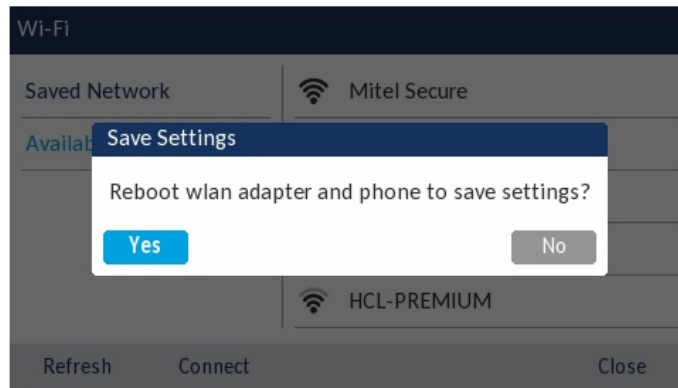 Wi-Fi
Saved Network
Mitel Secure
Availab
Save Settings
Reboot wlan adapter and phone to save settings?
Yes
No
HCL-PREMIUM
Refresh
Connect
Close